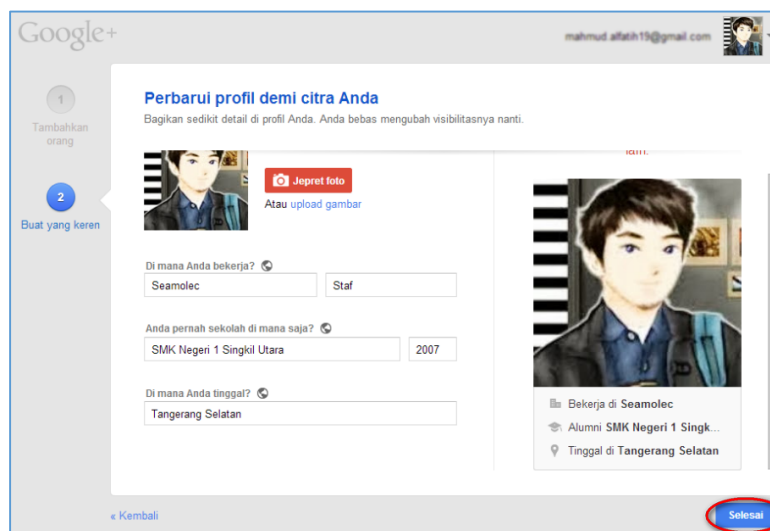 Google+
mahmud.alfatih19@gmail.com
1
Tambahkan
orang
2
Buat yang keren
Perbarui profil demi citra Anda
Bagikan sedikit detail di profil Anda. Anda bebas mengubah visibilitasnya nanti.
Jepret foto
Atau upload gambar
Di mana Anda bekerja?
Seamolec
Staf
Anda pernah sekolah di mana saja?
SMK Negeri 1 Singkil Utara
2007
Di mana Anda tinggal?
Tangerang Selatan
lain.
Bekerja di Seamolec
Alumni SMK Negeri 1 Singk...
Tinggal di Tangerang Selatan
« Kembali
Selesai